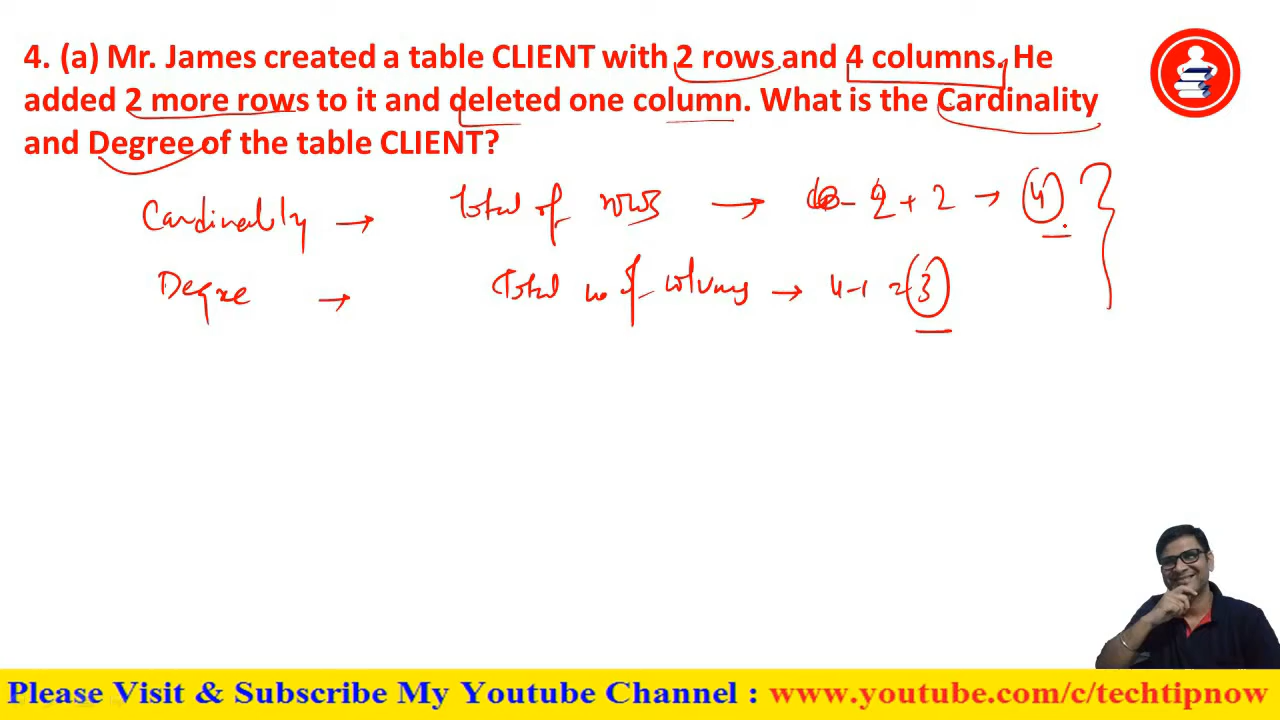 4. (a) Mr. James created a table CLIENT with 2 rows and 4 columns. He
added 2 more rows to it and deleted one column. What is the Cardinality
and Degree of the table CLIENT?
Cardinality → Total of rows → 2 + 2 → 4
Degree → Total no of colums → 4-1 = 3
Please Visit & Subscribe My Youtube Channel : www.youtube.com/c/techtipnow